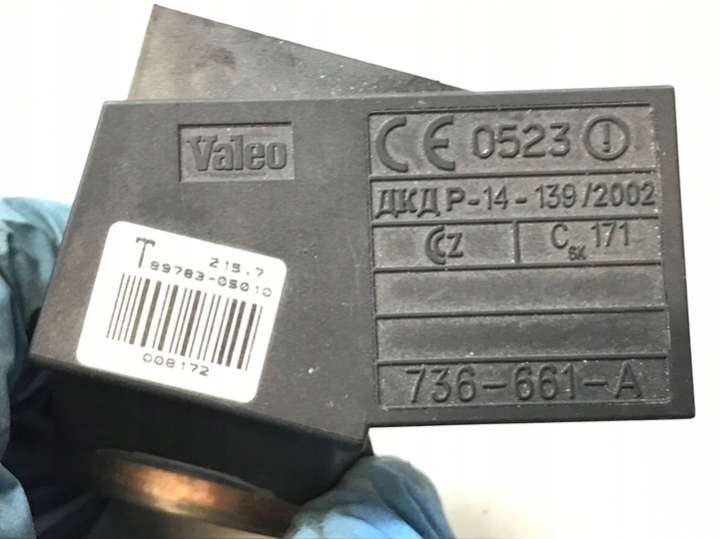 Valeo
T 215.7
89783-05010
008172
CE 0523
ДКД Р-14-139/2002
CZ
C SK 171
736-661-A